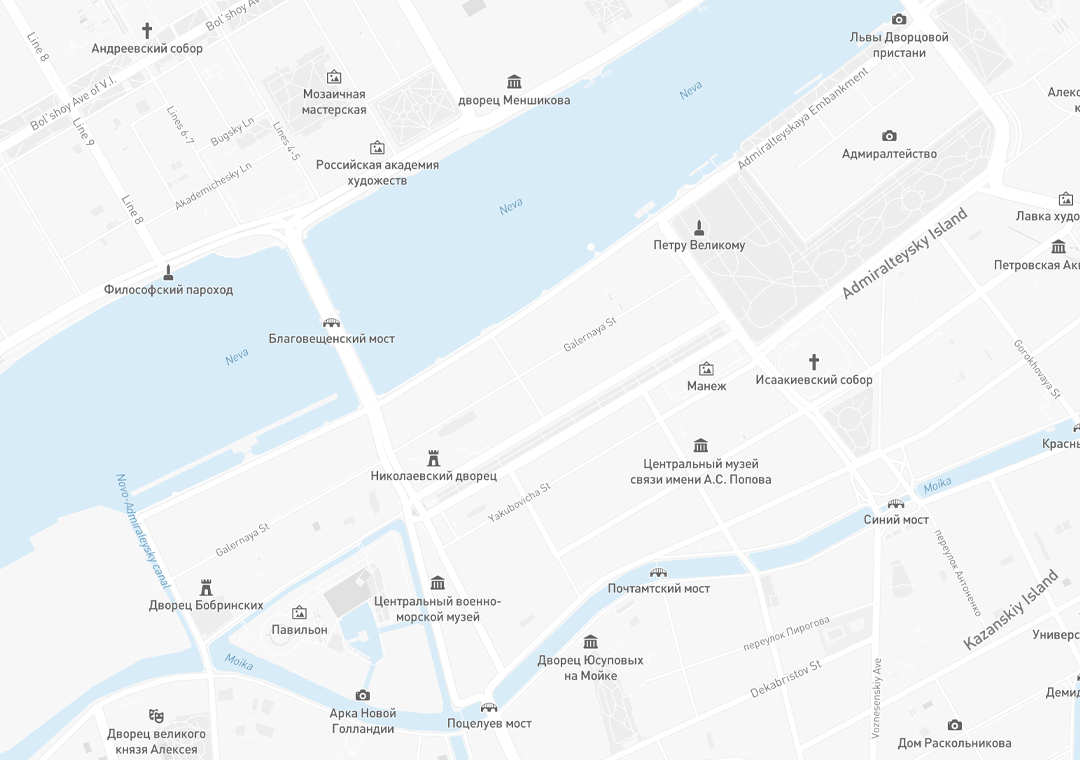 Bol'shoy Av
Line 8
Андреевский собор
Львы Дворцовой
пристани
Мозаичная
мастерская
дворец Меншикова
Neva
Bol'shoy Ave of V.I.
Line 9
Lines 6-7
Bugsky Ln
Lines 4-5
Admiralteyskaya Embankment
Адмиралтейство
Российская академия
художеств
Akademichesky Ln
Line 8
Neva
Лавка худо
Петру Великому
Admiralteysky Island
Петровская Ак
Философский пароход
Благовещенский мост
Neva
Galernaya St
Gorokhovaya St
Манеж
Исаакиевский собор
Красн
Центральный музей
связи имени А.С. Попова
Николаевский дворец
Moika
Yakubovicha St
Novo-Admiraleysky canal
Синий мост
Galernaya St
переулок Антоненко
Почтамтский мост
Дворец Бобринских
Центральный военно-
морской музей
Павильон
Kazanskiy Island
переулок Пирогова
Универс
Moika
Дворец Юсуповых
на Мойке
Dekabristov St
Voznesenskiy Ave
Деми
Арка Новой
Голландии
Поцелуев мост
Дворец великого
князя Алексея
Дом Раскольникова